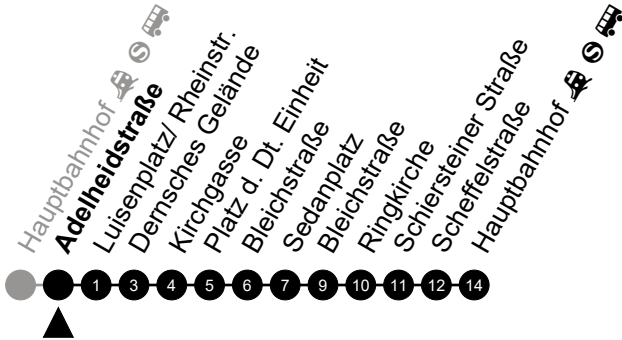 Hauptbahnhof S
Adelheidstraße
Luisenplatz/ Rheinstr.
Dernsches Gelände
Kirchgasse
Platz d. Dt. Einheit
Bleichstraße
Sedanplatz
Bleichstraße
Ringkirche
Schiersteiner Straße
Scheffelstraße
Hauptbahnhof S
1 3 4 5 6 7 9 10 11 12 14